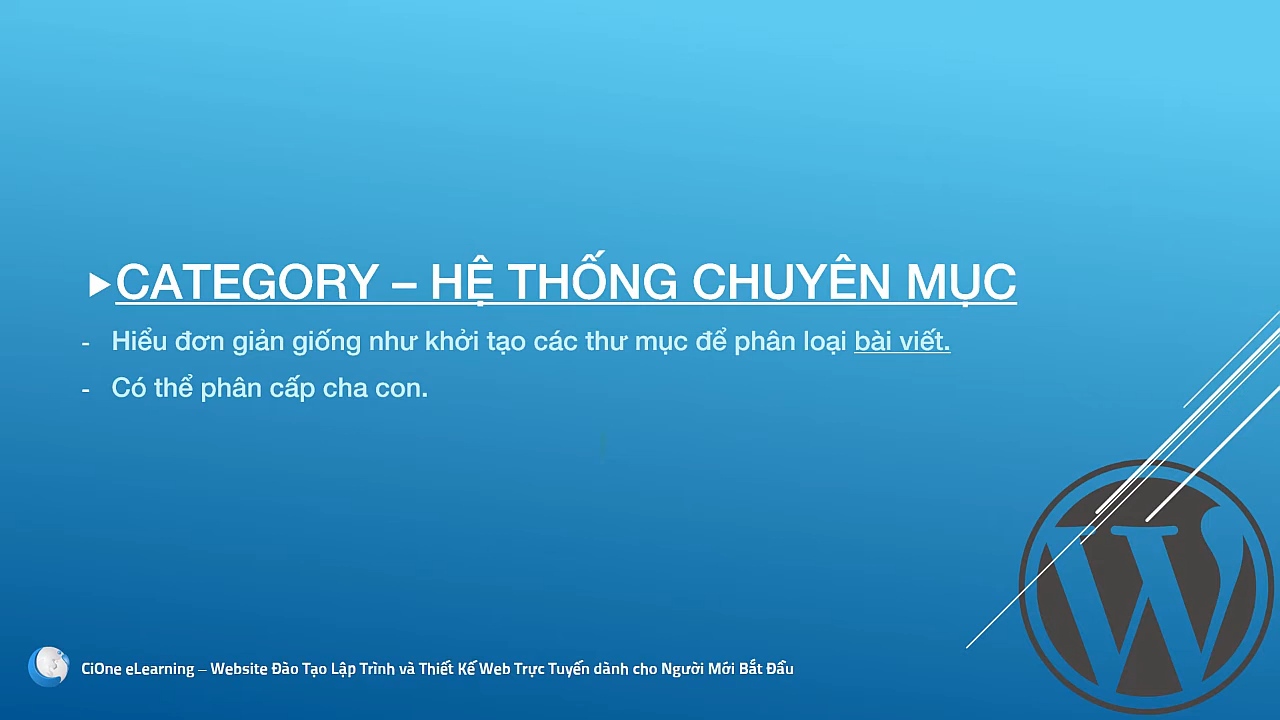 CATEGORY – HỆ THỐNG CHUYÊN MỤC
- Hiểu đơn giản giống như khởi tạo các thư mục để phân loại bài viết.
- Có thể phân cấp cha con.
CiOne eLearning – Website Đào Tạo Lập Trình và Thiết Kế Web Trực Tuyến dành cho Người Mới Bắt Đầu